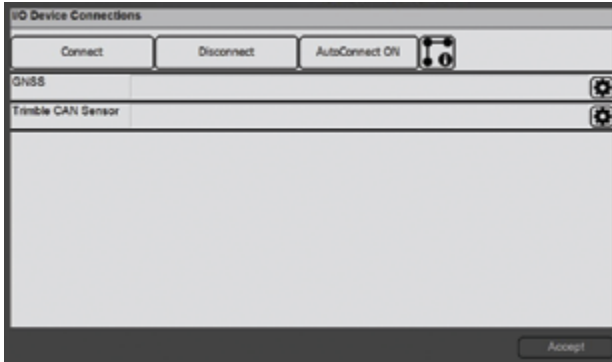 I/O Device Connections
Connect Disconnect AutoConnect ON
GNSS
Trimble CAN Sensor
Accept